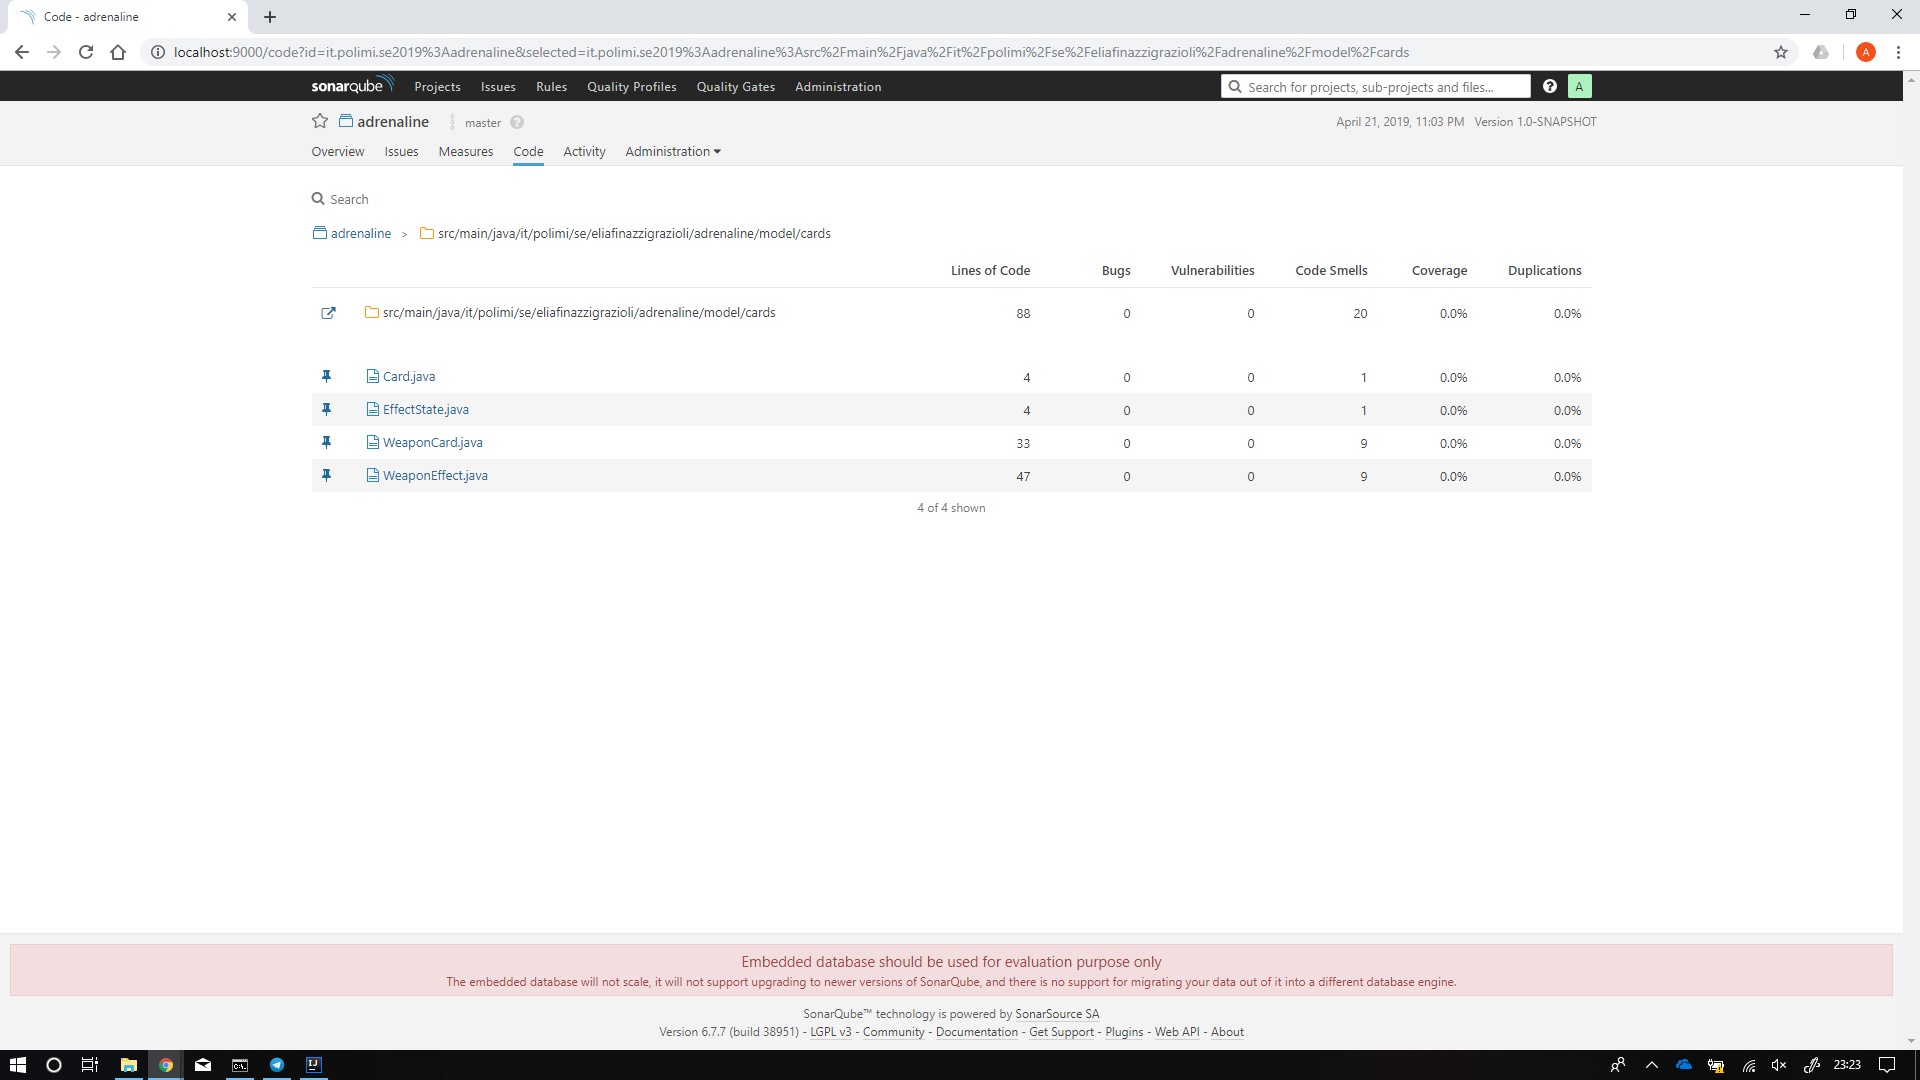 Code - adrenaline
localhost:9000/code?id=it.polimi.se2019%3Aadrenaline&selected=it.polimi.se2019%3Aadrenaline%3Asrc%2Fmain%2Fjava%2Fit%2Fpolimi%2Fse%2Feliafinazzigrazioli%2Fadrenaline%2Fmodel%2Fcards
A
sonarqube Projects Issues Rules Quality Profiles Quality Gates Administration
Search for projects, sub-projects and files...
?
A
adrenaline master ?
April 21, 2019, 11:03 PM Version 1.0-SNAPSHOT
Overview Issues Measures Code Activity Administration
Search
adrenaline > src/main/java/it/polimi/se/eliafinazzigrazioli/adrenaline/model/cards
Lines of Code Bugs Vulnerabilities Code Smells Coverage Duplications
src/main/java/it/polimi/se/eliafinazzigrazioli/adrenaline/model/cards 88 0 0 20 0.0% 0.0%
Card.java 4 0 0 1 0.0% 0.0%
EffectState.java 4 0 0 1 0.0% 0.0%
WeaponCard.java 33 0 0 9 0.0% 0.0%
WeaponEffect.java 47 0 0 9 0.0% 0.0%
4 of 4 shown
Embedded database should be used for evaluation purpose only
The embedded database will not scale, it will not support upgrading to newer versions of SonarQube, and there is no support for migrating your data out of it into a different database engine.
SonarQube™ technology is powered by SonarSource SA
Version 6.7.7 (build 38951) - LGPL v3 - Community - Documentation - Get Support - Plugins - Web API - About
IJ
23:23